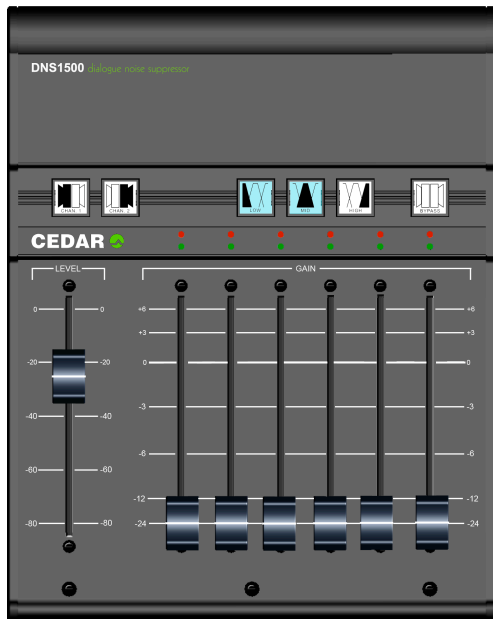 DNS1500 dialogue noise suppressor
CHAN. 1 CHAN. 2 LOW MID HIGH BYPASS
CEDAR
LEVEL GAIN
0 0 +6 +6
+3 +3
-20 -20 0 0
-40 -40 -3 -3
-60 -60 -6 -6
-12 -12
-80 -80 -24 -24